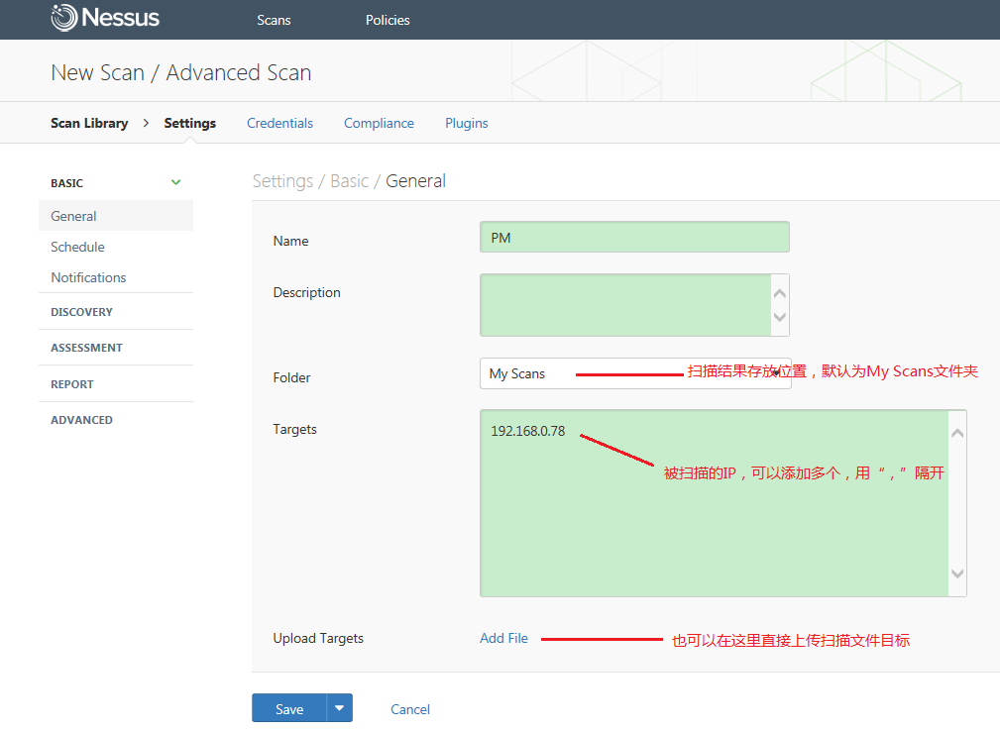 Nessus Scans Policies
New Scan / Advanced Scan
Scan Library > Settings Credentials Compliance Plugins
BASIC
General
Schedule
Notifications
DISCOVERY
ASSESSMENT
REPORT
ADVANCED
Settings / Basic / General
Name PM
Description
Folder My Scans 扫描结果存放位置，默认为My Scans文件夹
Targets 192.168.0.78
被扫描的IP，可以添加多个，用“，”隔开
Upload Targets Add File 也可以在这里直接上传扫描文件目标
Save Cancel